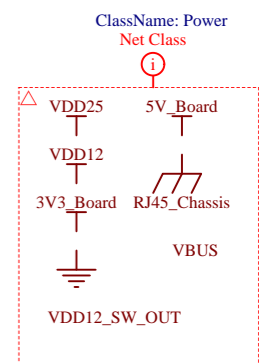 ClassName: Power
Net Class
i
VDD25 5V_Board
VDD12
3V3_Board RJ45_Chassis
VBUS
VDD12_SW_OUT